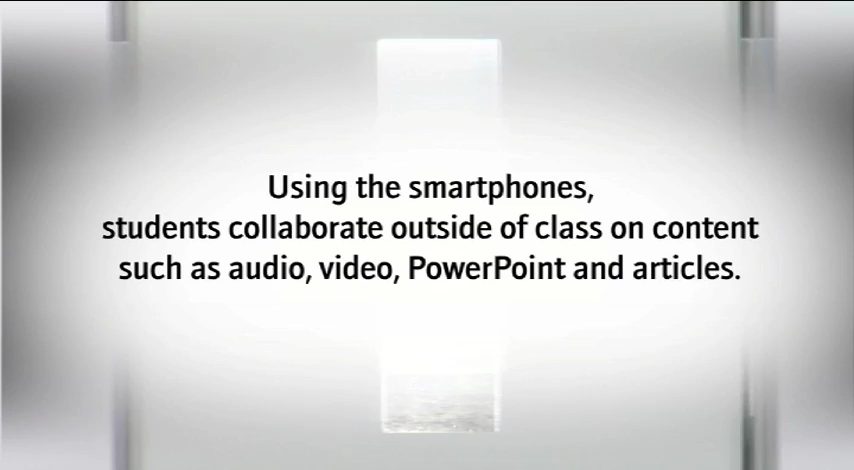 Using the smartphones,
students collaborate outside of class on content
such as audio, video, PowerPoint and articles.